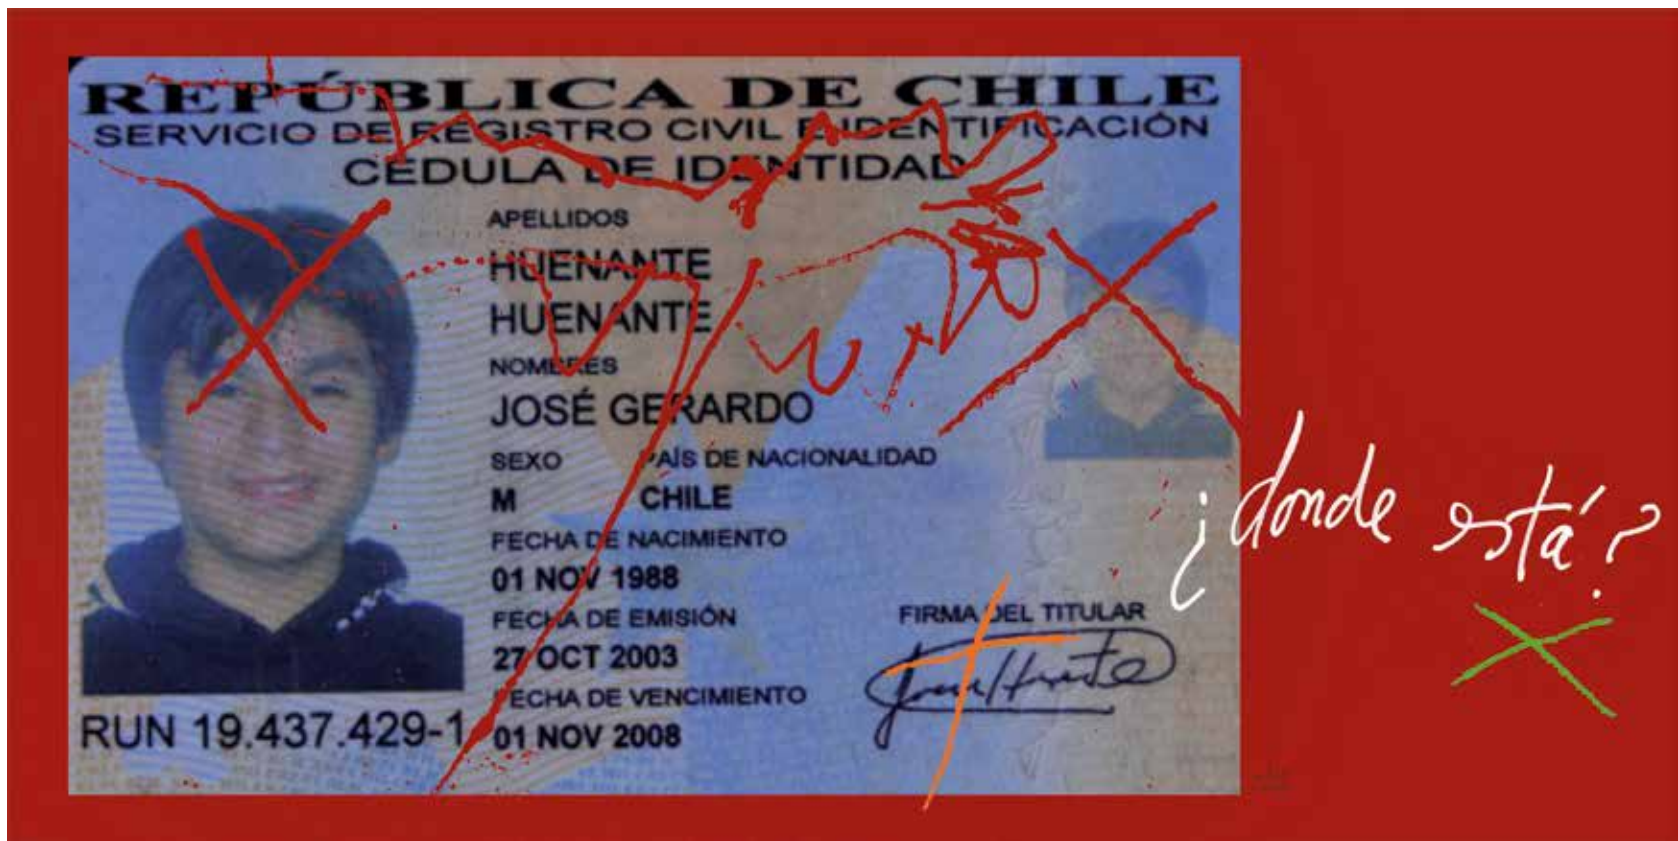 REPÚBLICA DE CHILE
SERVICIO DE REGISTRO CIVIL E IDENTIFICACIÓN
CÉDULA DE IDENTIDAD
APELLIDOS
HUENANTE
HUENANTE
NOMBRES
JOSÉ GERARDO
SEXO PAÍS DE NACIONALIDAD
M CHILE
FECHA DE NACIMIENTO
01 NOV 1988
FECHA DE EMISIÓN
27 OCT 2003
FECHA DE VENCIMIENTO
01 NOV 2008
RUN 19.437.429-1
FIRMA DEL TITULAR
¿donde está?